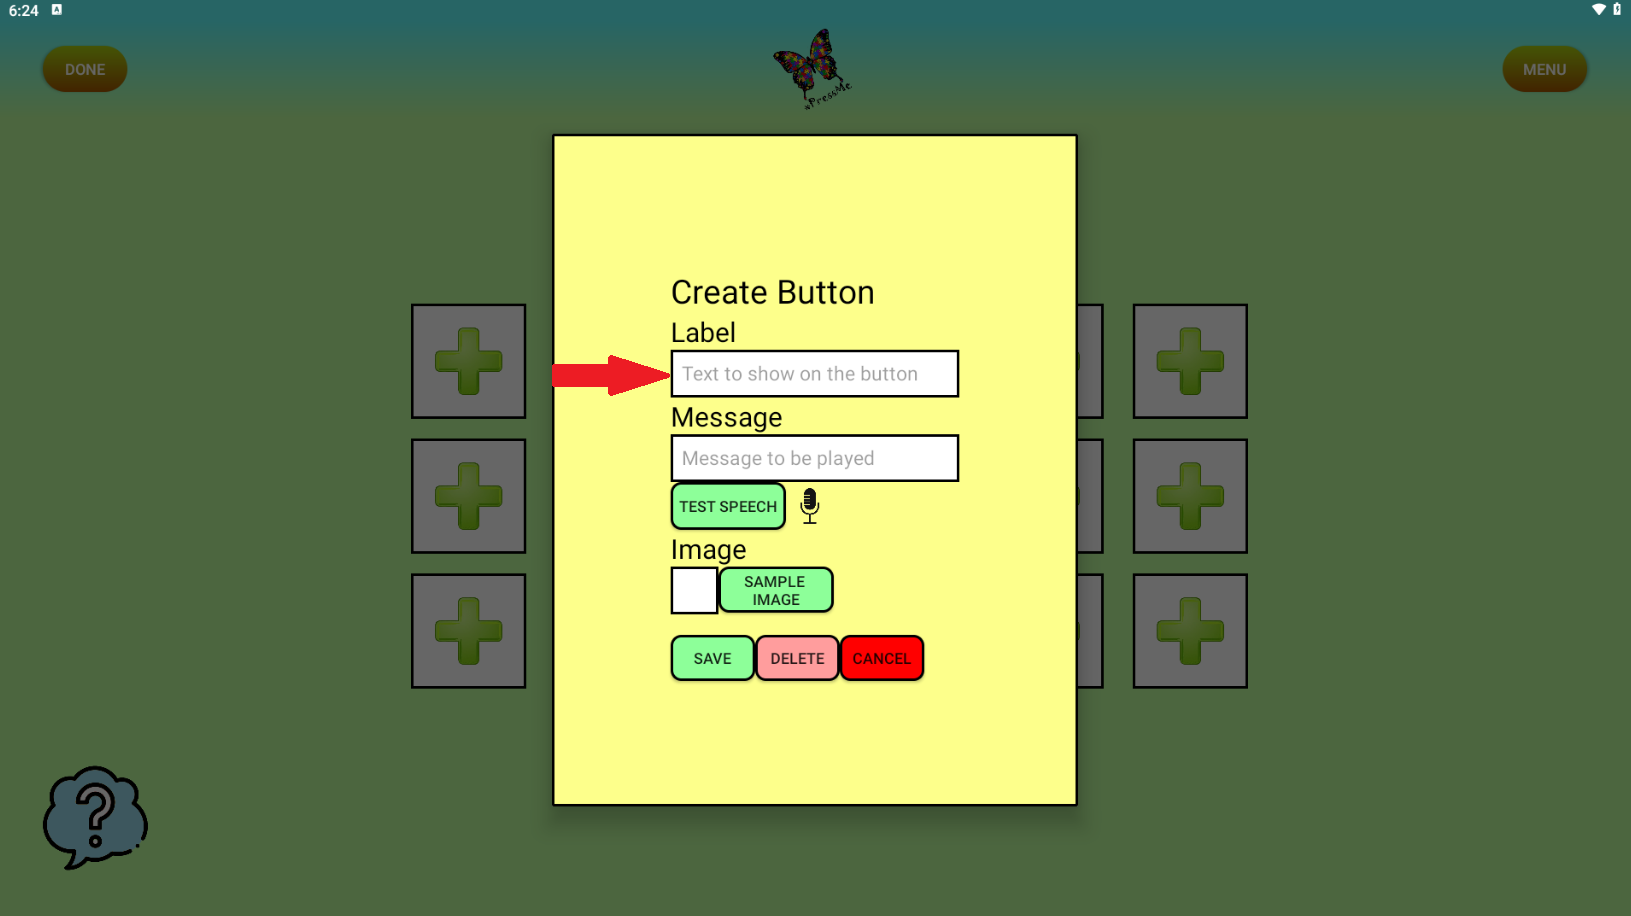 6:24
A
DONE
xPressMe
MENU
Create Button
Label
Text to show on the button
Message
Message to be played
TEST SPEECH
Image
SAMPLE
IMAGE
SAVE
DELETE
CANCEL
?